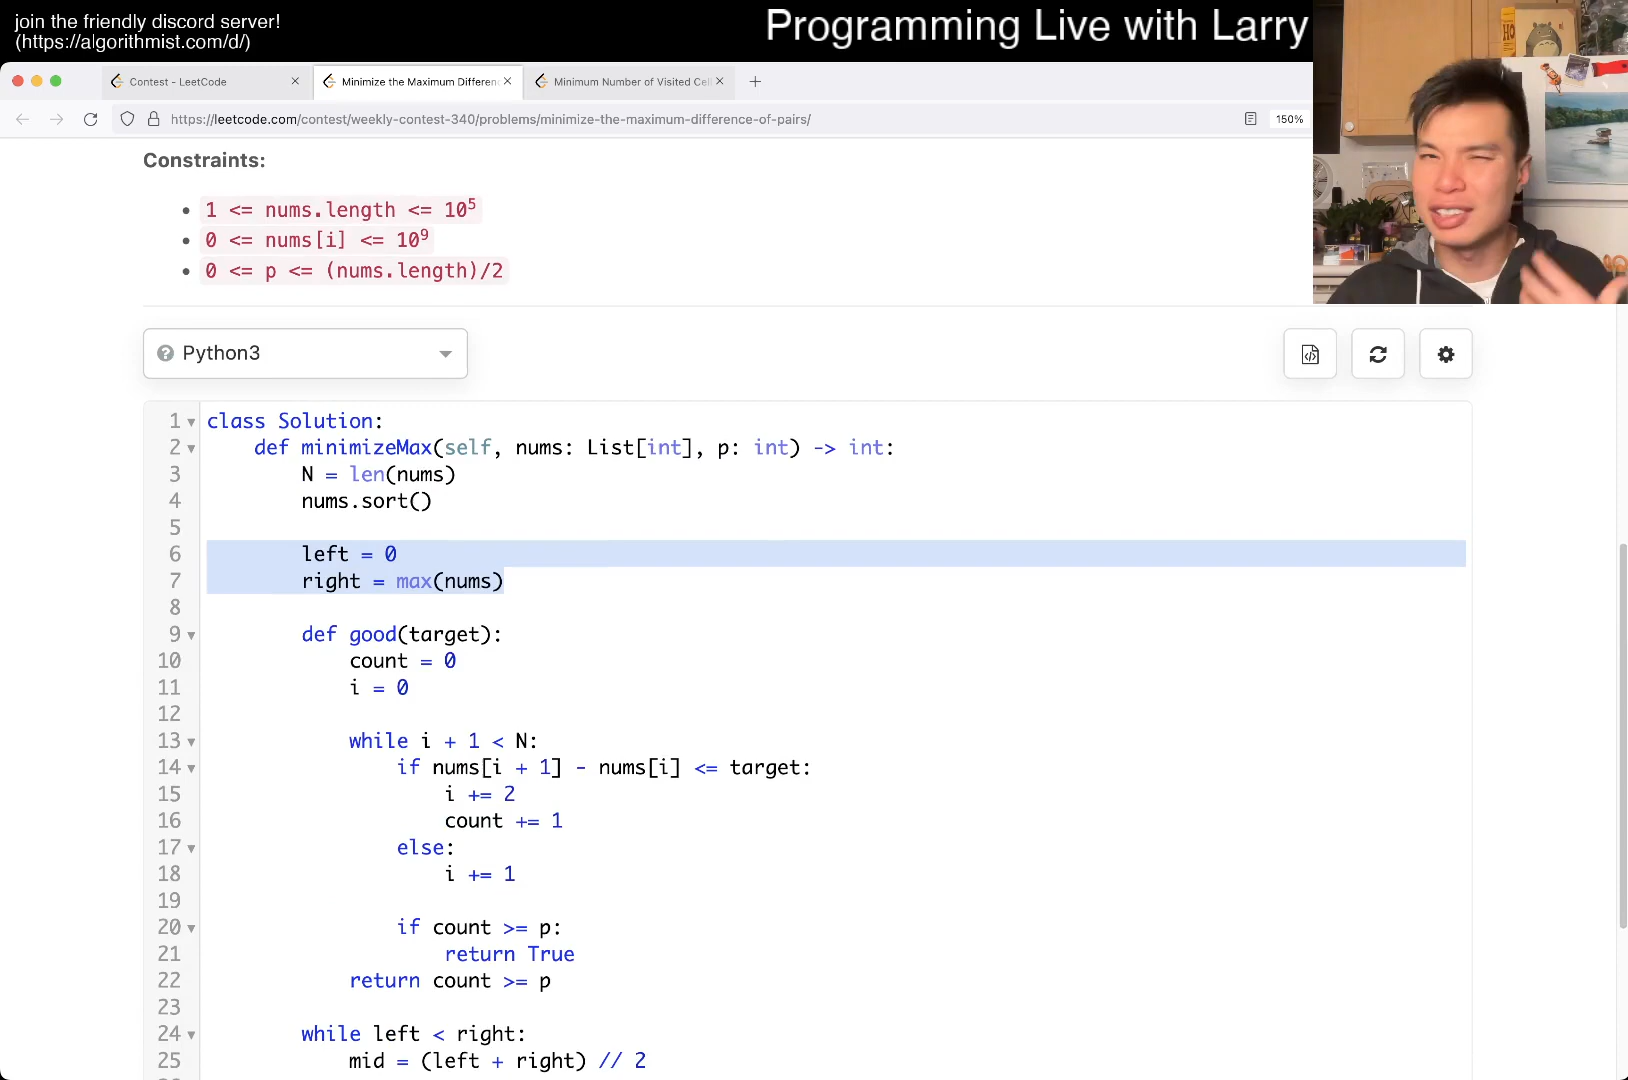 join the friendly discord server!
(https://algorithmist.com/d/)
Programming Live with Larry
Contest - LeetCode
Minimize the Maximum Differen
Minimum Number of Visited Cel
https://leetcode.com/contest/weekly-contest-340/problems/minimize-the-maximum-difference-of-pairs/
150%
Constraints:
1 <= nums.length <= 10⁵
0 <= nums[i] <= 10⁹
0 <= p <= (nums.length)/2
Python3
1 class Solution:
2 def minimizeMax(self, nums: List[int], p: int) -> int:
3 N = len(nums)
4 nums.sort()
5
6 left = 0
7 right = max(nums)
8
9 def good(target):
10 count = 0
11 i = 0
12
13 while i + 1 < N:
14 if nums[i + 1] - nums[i] <= target:
15 i += 2
16 count += 1
17 else:
18 i += 1
19
20 if count >= p:
21 return True
22 return count >= p
23
24 while left < right:
25 mid = (left + right) // 2